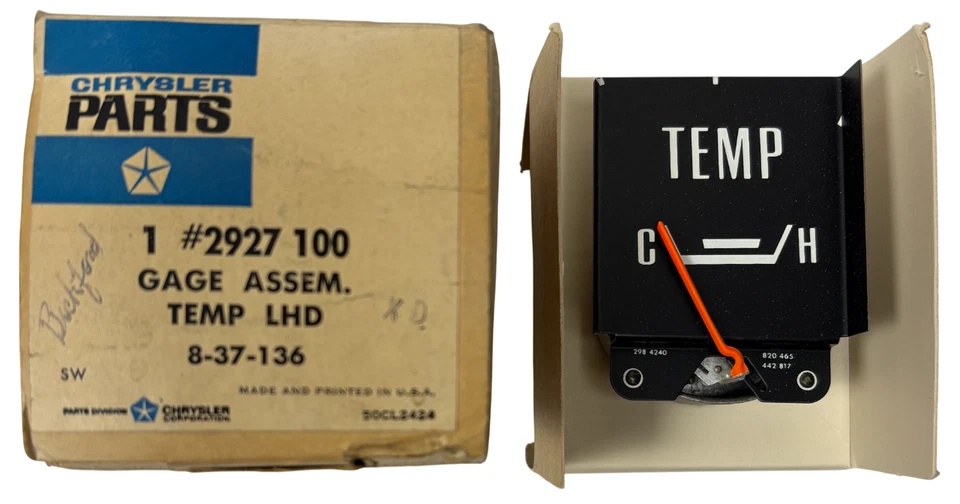 CHRYSLER
PARTS
1 #2927 100
GAGE ASSEM.
TEMP LHD
8-37-136
SW
MADE AND PRINTED IN U.S.A.
PARTS DIVISION CHRYSLER
CORPORATION
50CL2424
TEMP
C H
298 4240 820 465
442 817